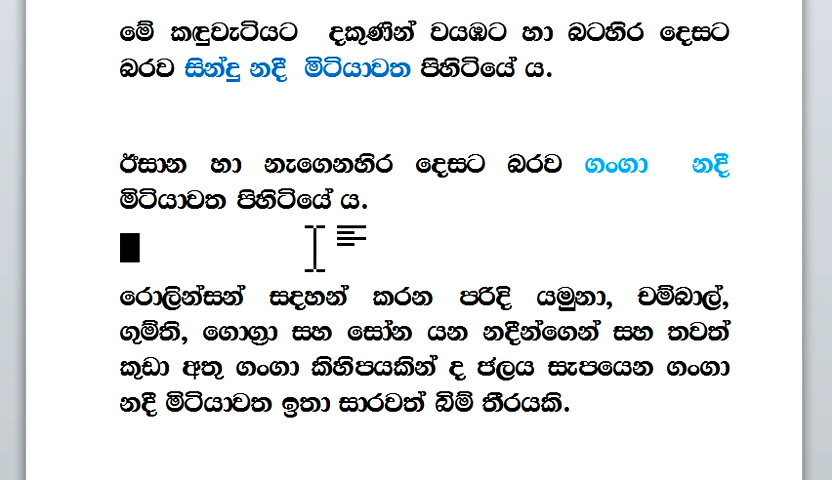 මේ කඳුවැටියට දකුණින් වයඹට හා බටහිර දෙසට
බරව සින්දු නදී මිටියාවත පිහිටියේ ය.
ඊසාන හා නැගෙනහිර දෙසට බරව ගංගා නදී
මිටියාවත පිහිටියේ ය.
රොලින්සන් සදහන් කරන පරිදි යමුනා, චම්බාල්,
ගුම්ති, ගොග්‍රා සහ සෝන යන නදීන්ගෙන් සහ තවත්
කුඩා අතු ගංගා කිහිපයකින් ද ජලය සැපයෙන ගංගා
නදී මිටියාවත ඉතා සාරවත් බිම් තීරයකි.